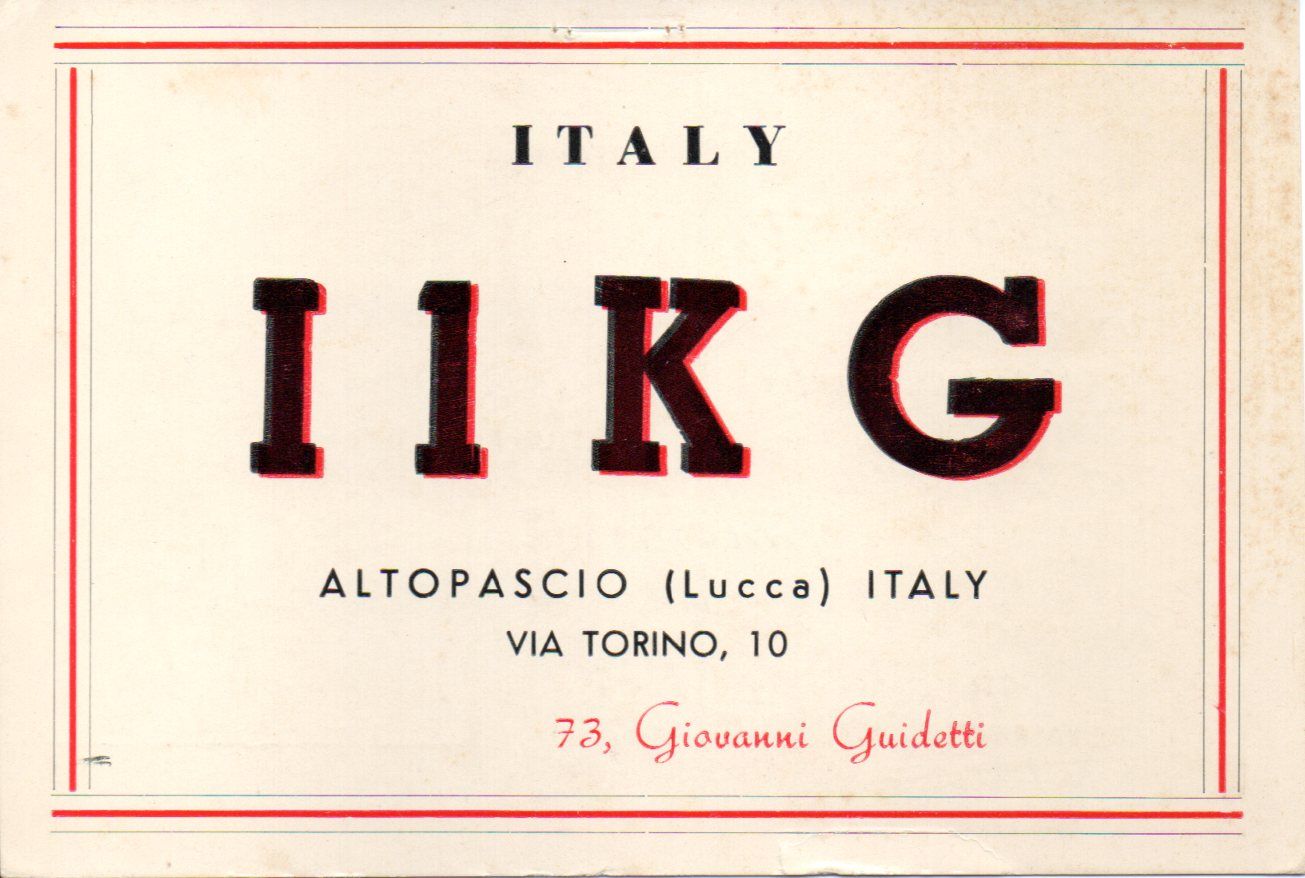 ITALY
I1KG
ALTOPASCIO (Lucca) ITALY
VIA TORINO, 10
73, Giovanni Guidetti